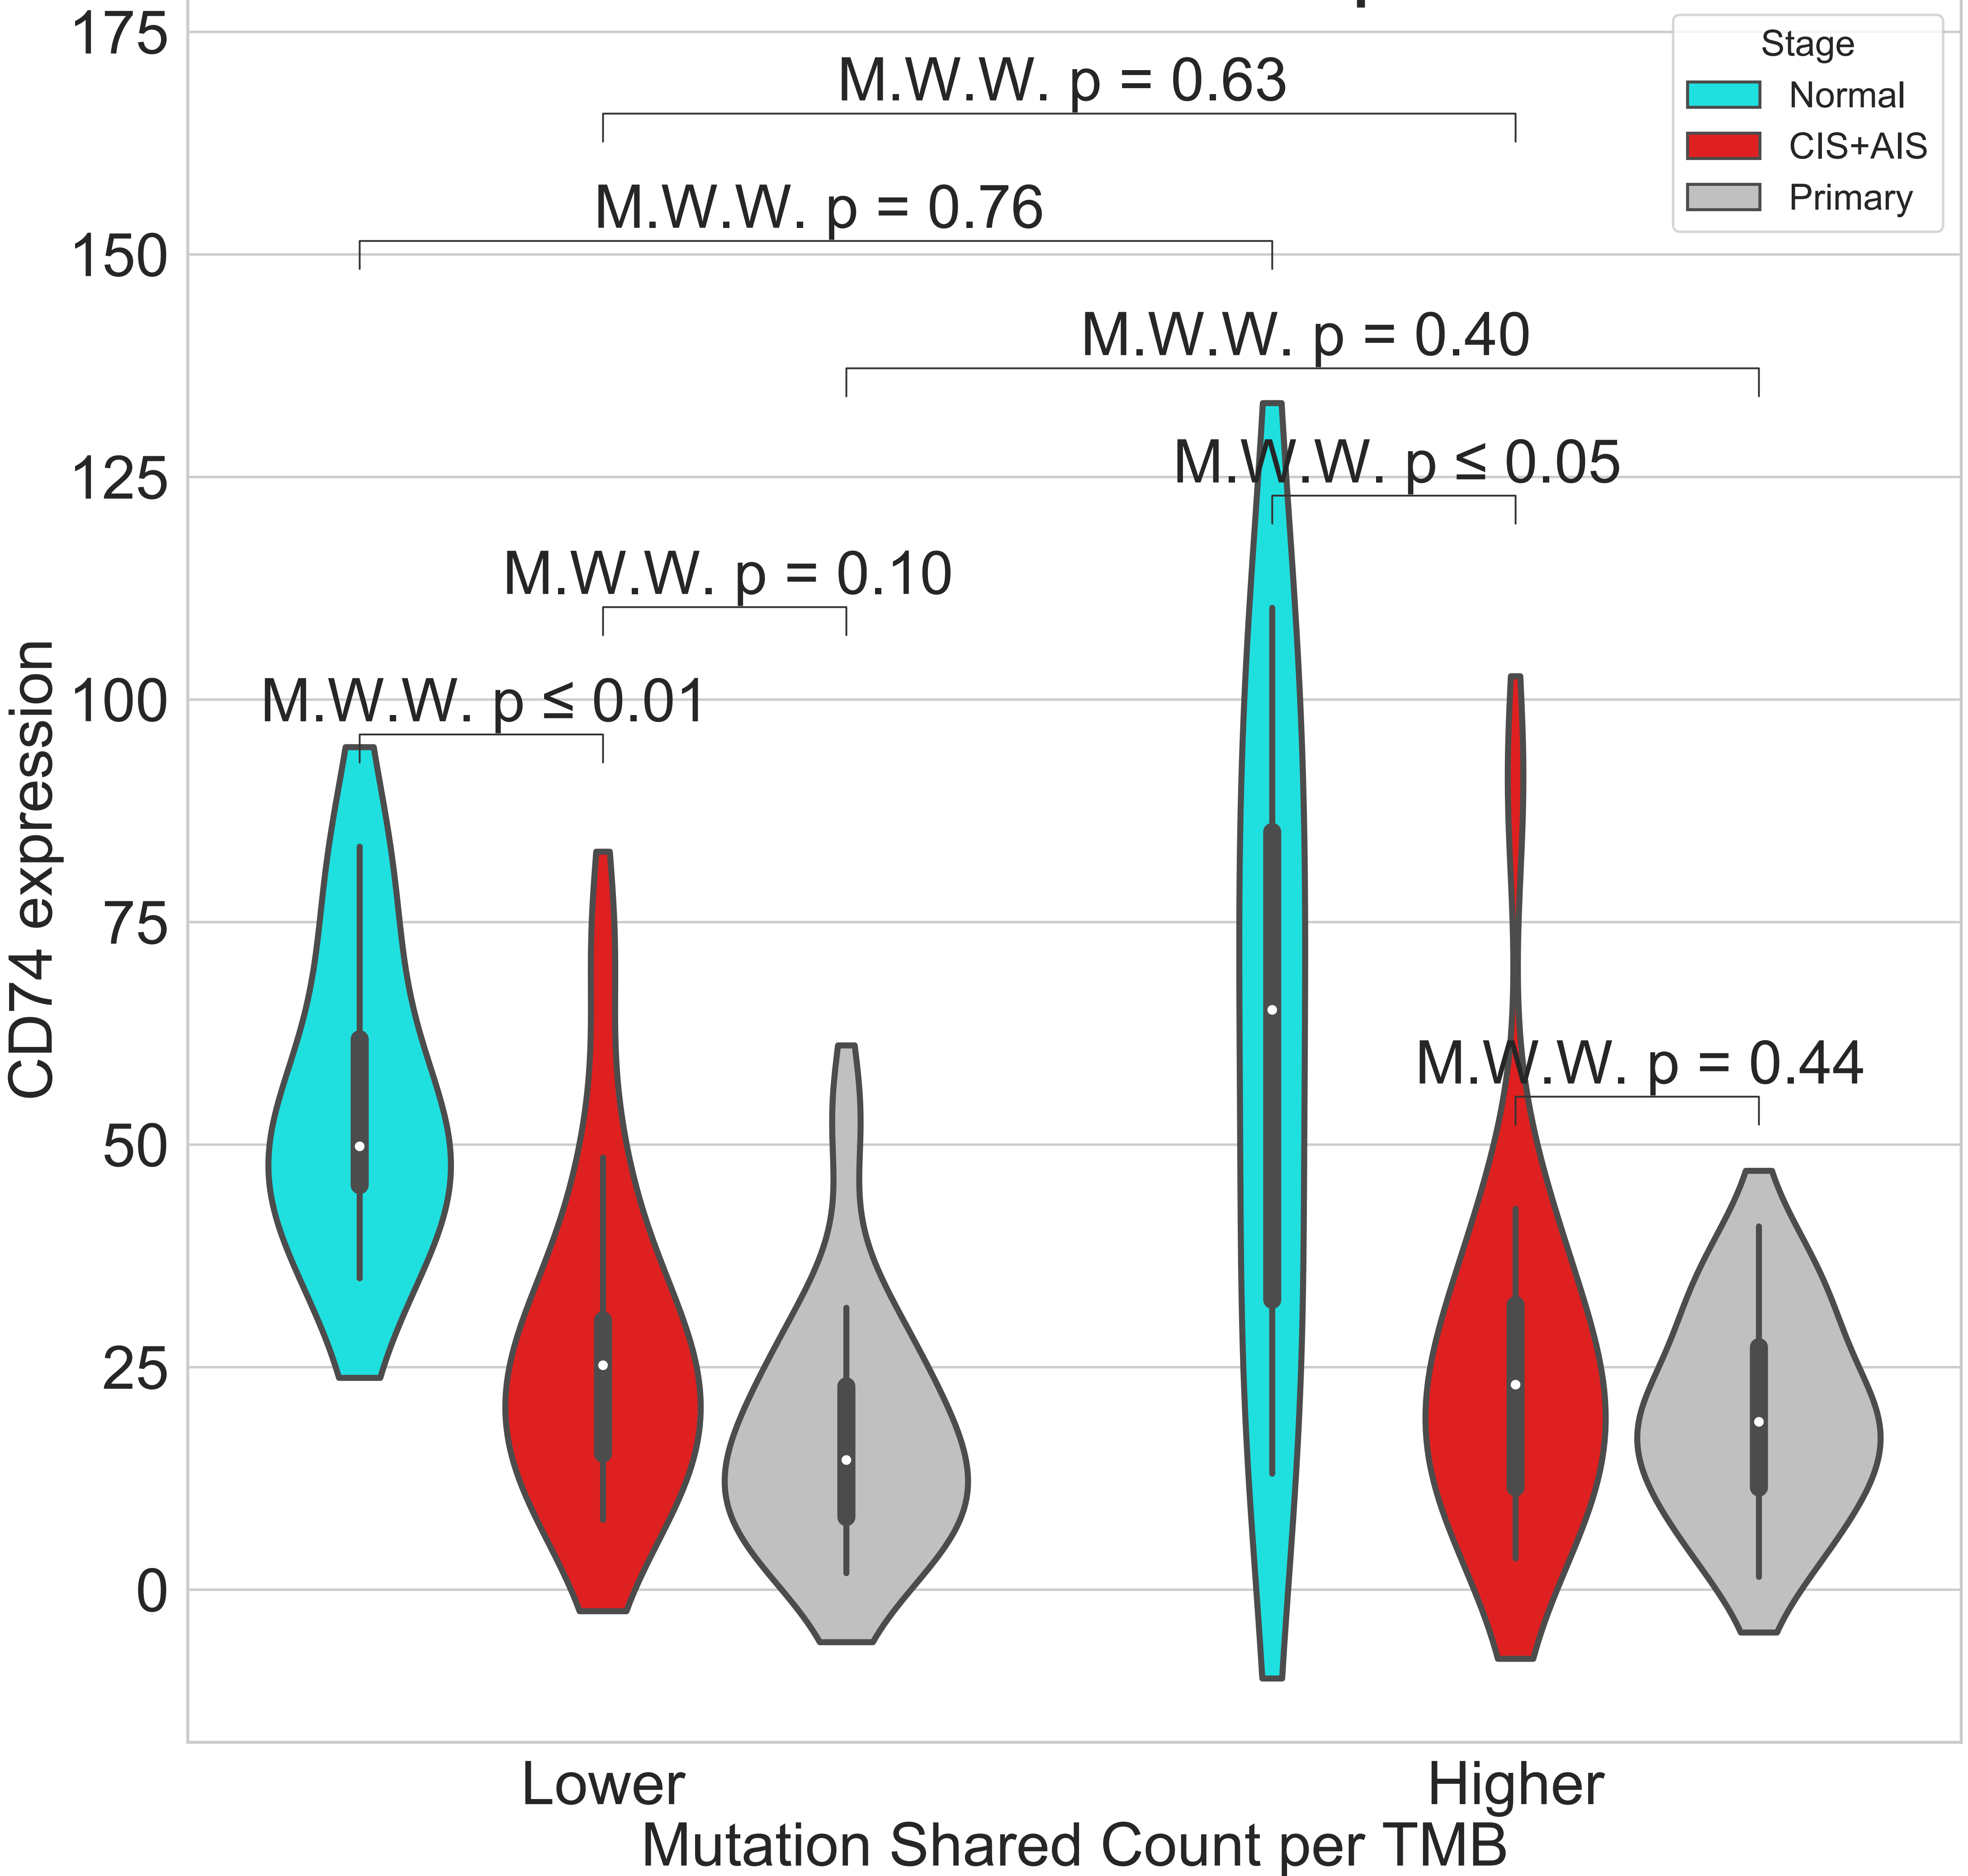 175
150
125
100
75
50
25
0
CD74 expression
M.W.W. p = 0.63
M.W.W. p = 0.76
M.W.W. p = 0.40
M.W.W. p ≤ 0.05
M.W.W. p = 0.10
M.W.W. p ≤ 0.01
M.W.W. p = 0.44
Stage
Normal
CIS+AIS
Primary
Lower
Higher
Mutation Shared Count per TMB